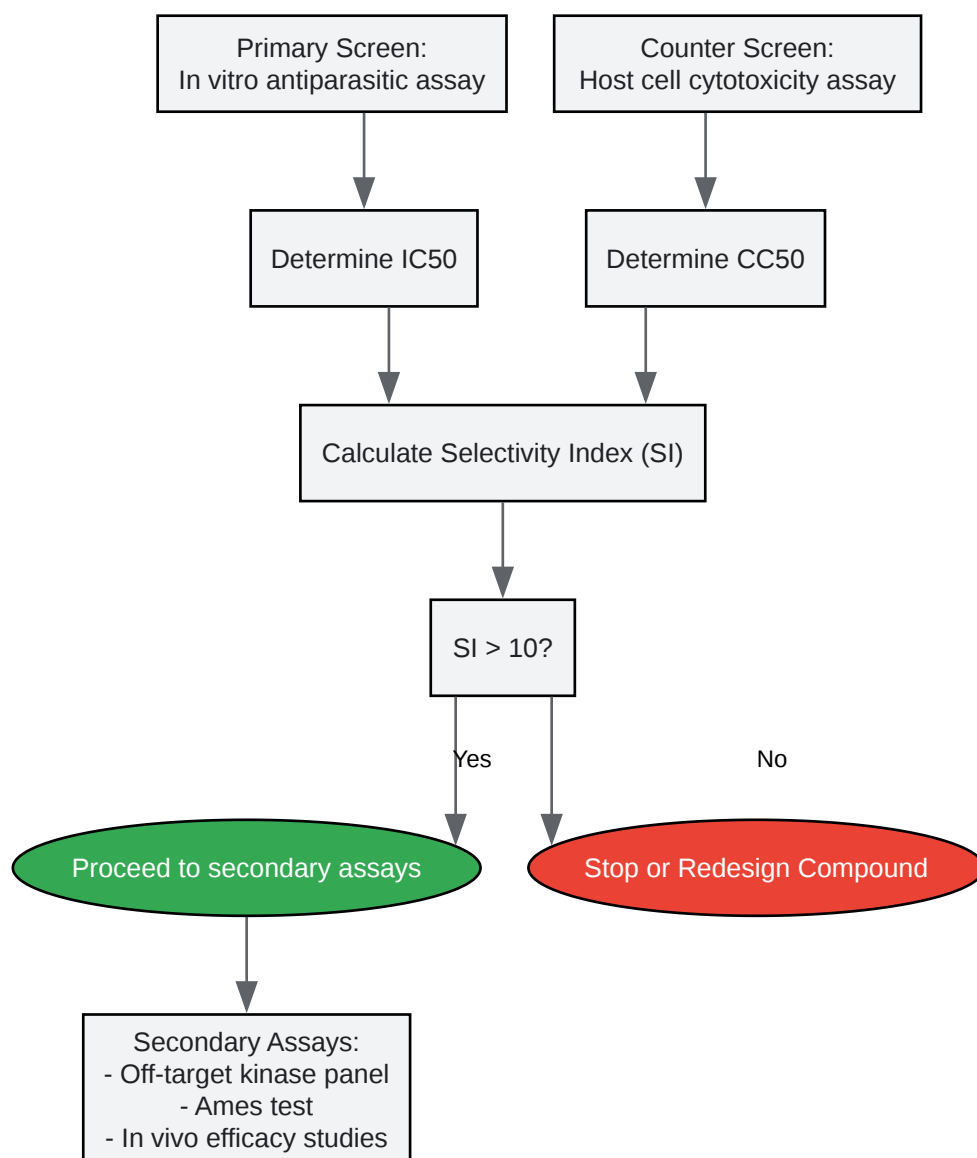 Primary Screen:
In vitro antiparasitic assay
Counter Screen:
Host cell cytotoxicity assay
Determine IC50
Determine CC50
Calculate Selectivity Index (SI)
SI > 10?
Yes
No
Proceed to secondary assays
Stop or Redesign Compound
Secondary Assays:
- Off-target kinase panel
- Ames test
- In vivo efficacy studies